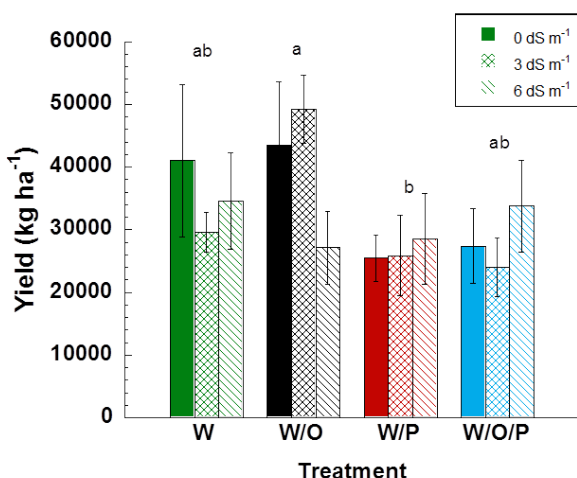 60000
50000
40000
30000
20000
10000
0
Yield (kg ha⁻¹)
ab
a
b
ab
0 dS m⁻¹
3 dS m⁻¹
6 dS m⁻¹
W W/O W/P W/O/P
Treatment